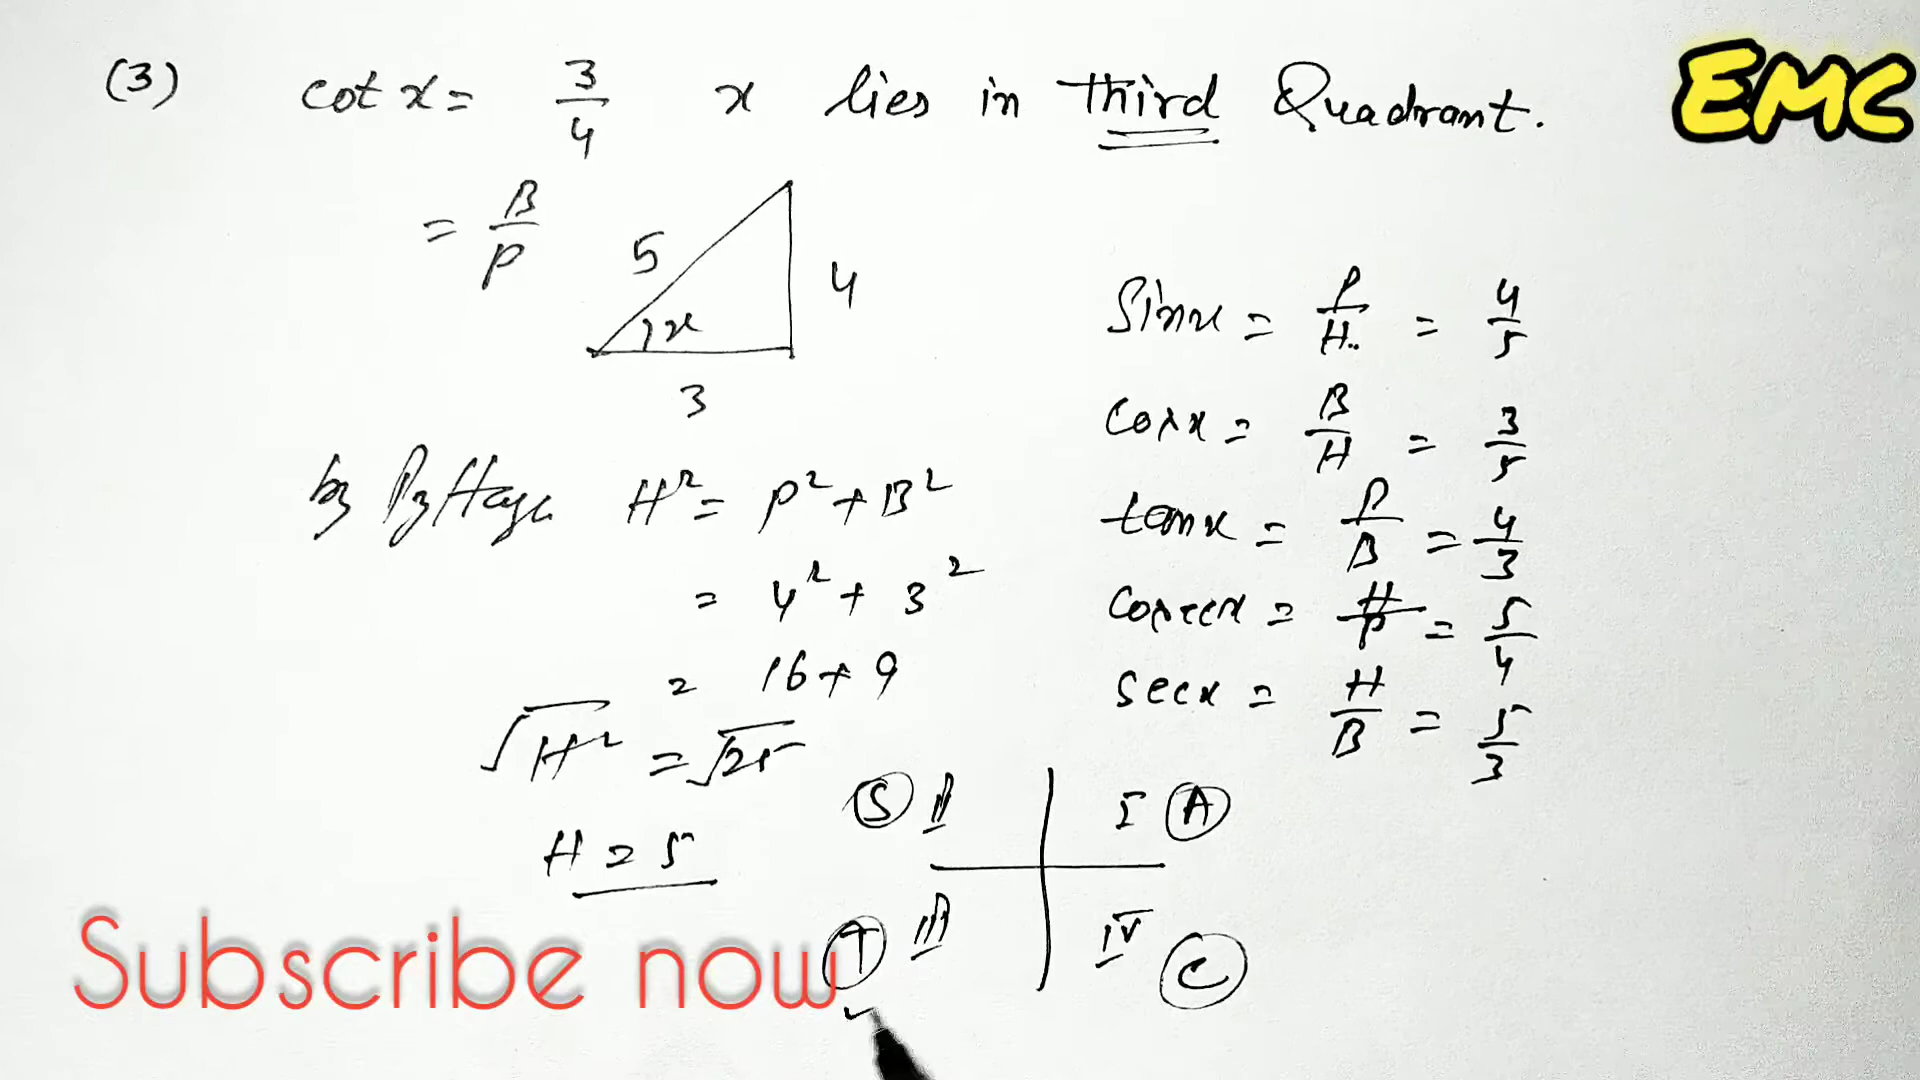 EMC
(3) cot x = 3/4 x lies in third Quadrant.
= B/P
5
4
x
3
by H² = P² + B²
= 4² + 3²
= 16 + 9
√H² = √25
H = 5
Sinx = P/H = 4/5
Cosx = B/H = 3/5
tanx = P/B = 4/3
Cosecx = H/P = 5/4
Secx = H/B = 5/3
S II I A
T III IV C
Subscribe now